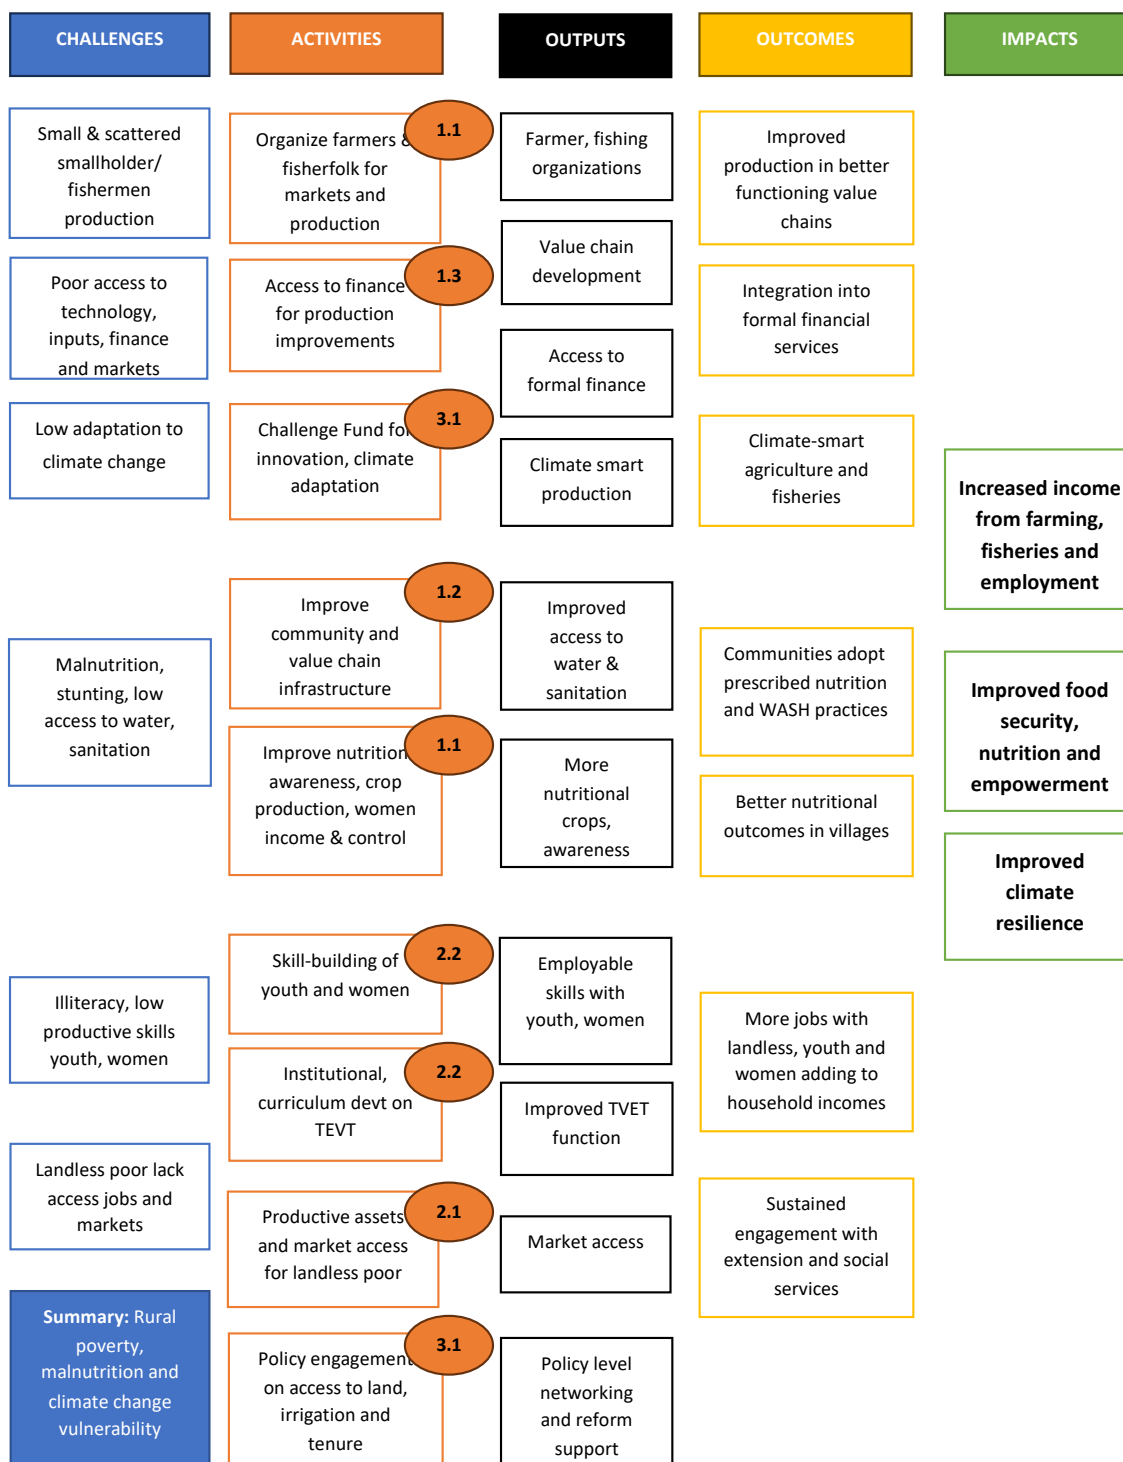 CHALLENGES
ACTIVITIES
OUTPUTS
OUTCOMES
IMPACTS
Small & scattered
smallholder/
fishermen
production
Poor access to
technology,
inputs, finance
and markets
Low adaptation to
climate change
Malnutrition,
stunting, low
access to water,
sanitation
Illiteracy, low
productive skills
youth, women
Landless poor lack
access jobs and
markets
Summary: Rural
poverty,
malnutrition and
climate change
vulnerability
Organize farmers &
fisherfolk for
markets and
production
1.1
Access to finance
for production
improvements
1.3
Challenge Fund for
innovation, climate
adaptation
3.1
Improve
community and
value chain
infrastructure
1.2
Improve nutrition
awareness, crop
production, women
income & control
1.1
Skill-building of
youth and women
2.2
Institutional,
curriculum devt on
TEVT
2.2
Productive assets
and market access
for landless poor
2.1
Policy engagement
on access to land,
irrigation and
tenure
3.1
Farmer, fishing
organizations
Value chain
development
Access to
formal finance
Climate smart
production
Improved
access to
water &
sanitation
More
nutritional
crops,
awareness
Employable
skills with
youth, women
Improved TVET
function
Market access
Policy level
networking
and reform
support
Improved
production in better
functioning value
chains
Integration into
formal financial
services
Climate-smart
agriculture and
fisheries
Communities adopt
prescribed nutrition
and WASH practices
Better nutritional
outcomes in villages
More jobs with
landless, youth and
women adding to
household incomes
Sustained
engagement with
extension and social
services
Increased income
from farming,
fisheries and
employment
Improved food
security,
nutrition and
empowerment
Improved
climate
resilience